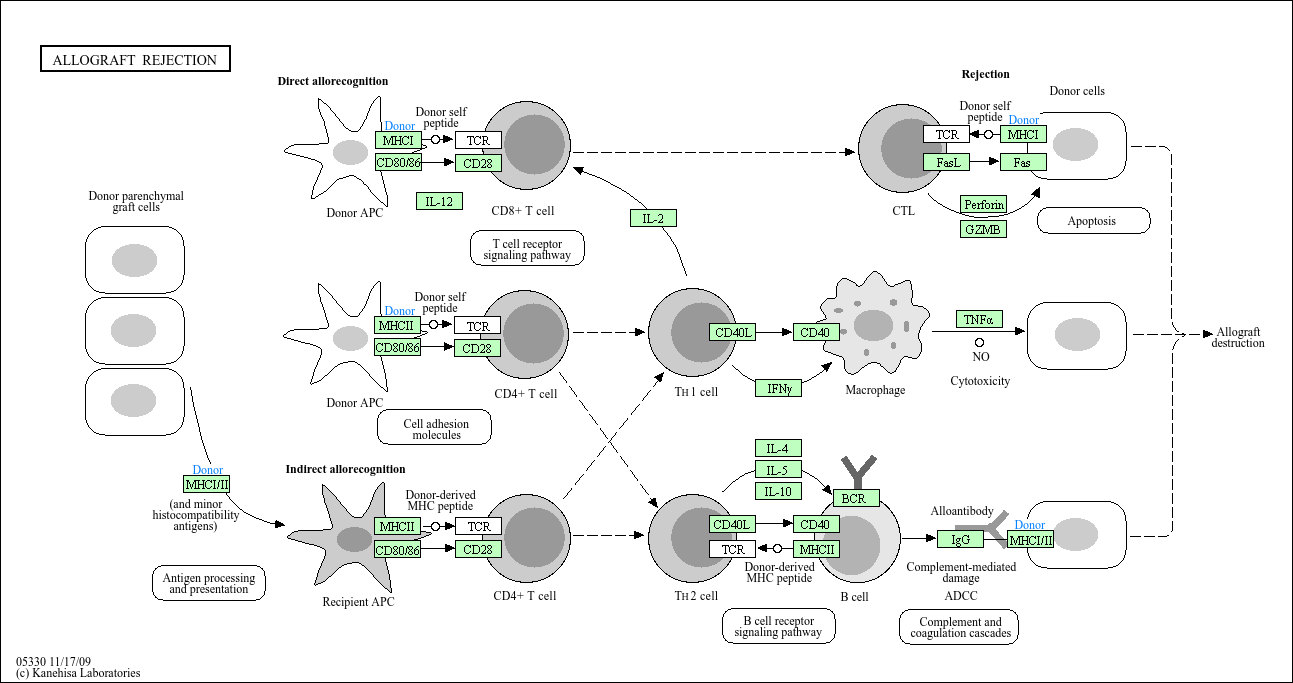 ALLOGRAFT REJECTION
Direct allorecognition
Donor
MHCI
CD80/86
Donor self
peptide
TCR
CD28
IL-12
Donor APC
CD8+ T cell
T cell receptor
signaling pathway
IL-2
Rejection
Donor cells
Donor self
peptide
Donor
TCR
MHCI
FasL
Fas
Perforin
GZMB
CTL
Apoptosis
Donor parenchymal
graft cells
Donor
MHCII
CD80/86
Donor self
peptide
TCR
CD28
Donor APC
CD4+ T cell
Cell adhesion
molecules
CD40L
CD40
IFNγ
TH1 cell
Macrophage
TNFα
NO
Cytotoxicity
Allograft
destruction
Donor
MHCI/II
(and minor
histocompatibility
antigens)
Antigen processing
and presentation
Indirect allorecognition
MHCII
CD80/86
Donor-derived
MHC peptide
TCR
CD28
Recipient APC
CD4+ T cell
IL-4
IL-5
IL-10
BCR
CD40L
CD40
TCR
MHCII
Donor-derived
MHC peptide
TH2 cell
B cell
B cell receptor
signaling pathway
Alloantibody
IgG
Donor
MHCI/II
Complement-mediated
damage
ADCC
Complement and
coagulation cascades
05330 11/17/09
(c) Kanehisa Laboratories